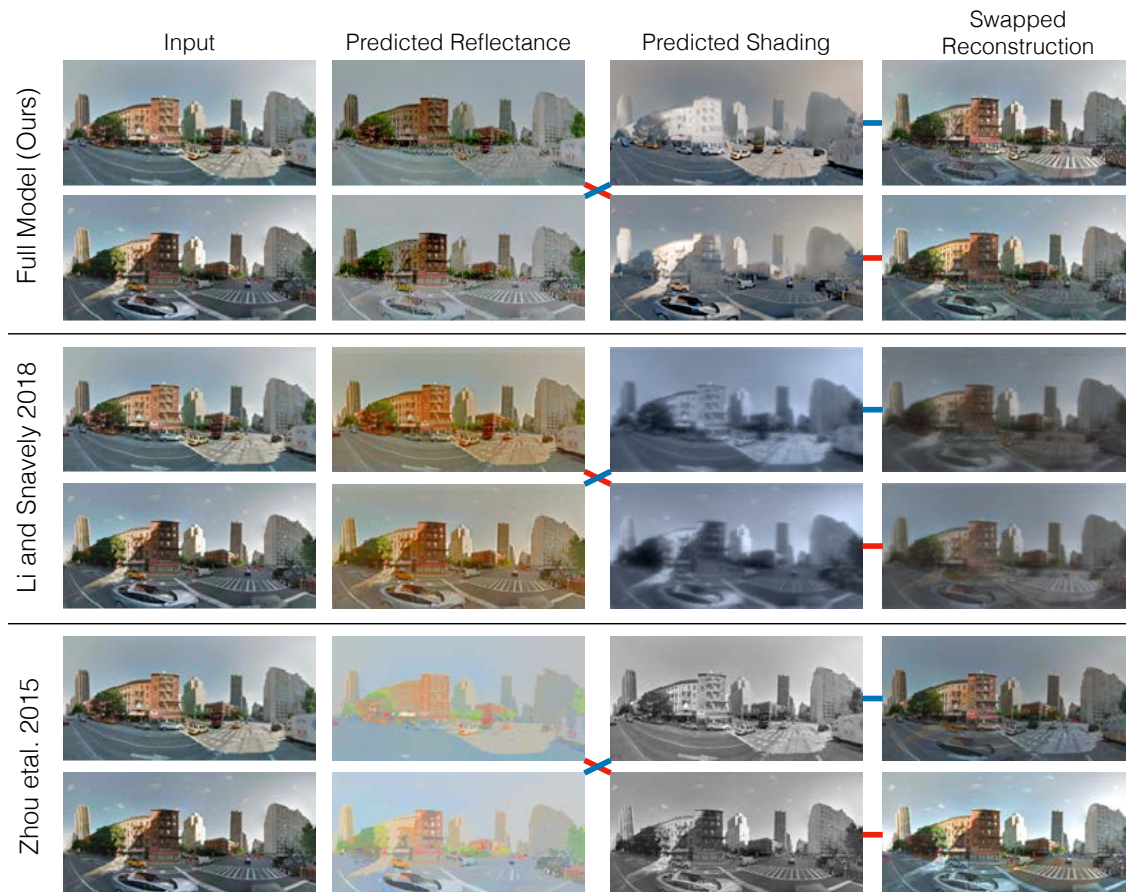 Input
Predicted Reflectance
Predicted Shading
Swapped
Reconstruction
Full Model (Ours)
Li and Snavely 2018
Zhou etal. 2015